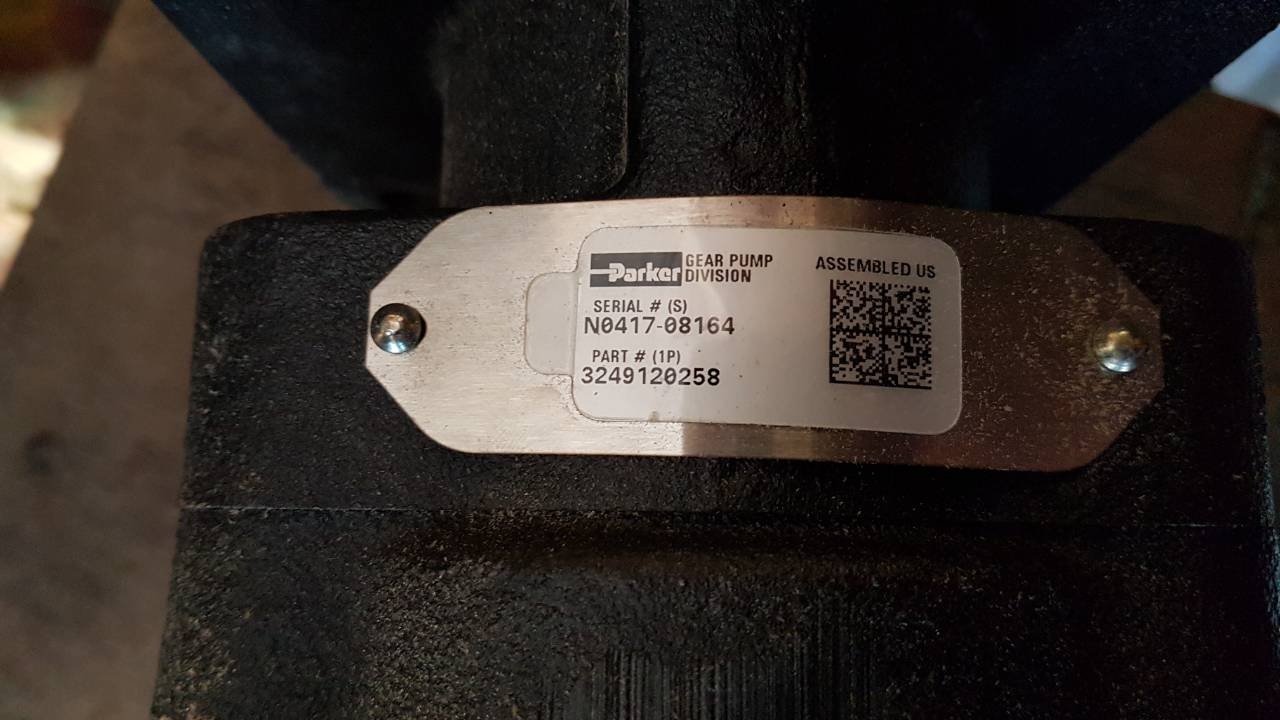 Parker GEAR PUMP
DIVISION
ASSEMBLED US
SERIAL # (S)
N0417-08164
PART # (1P)
3249120258